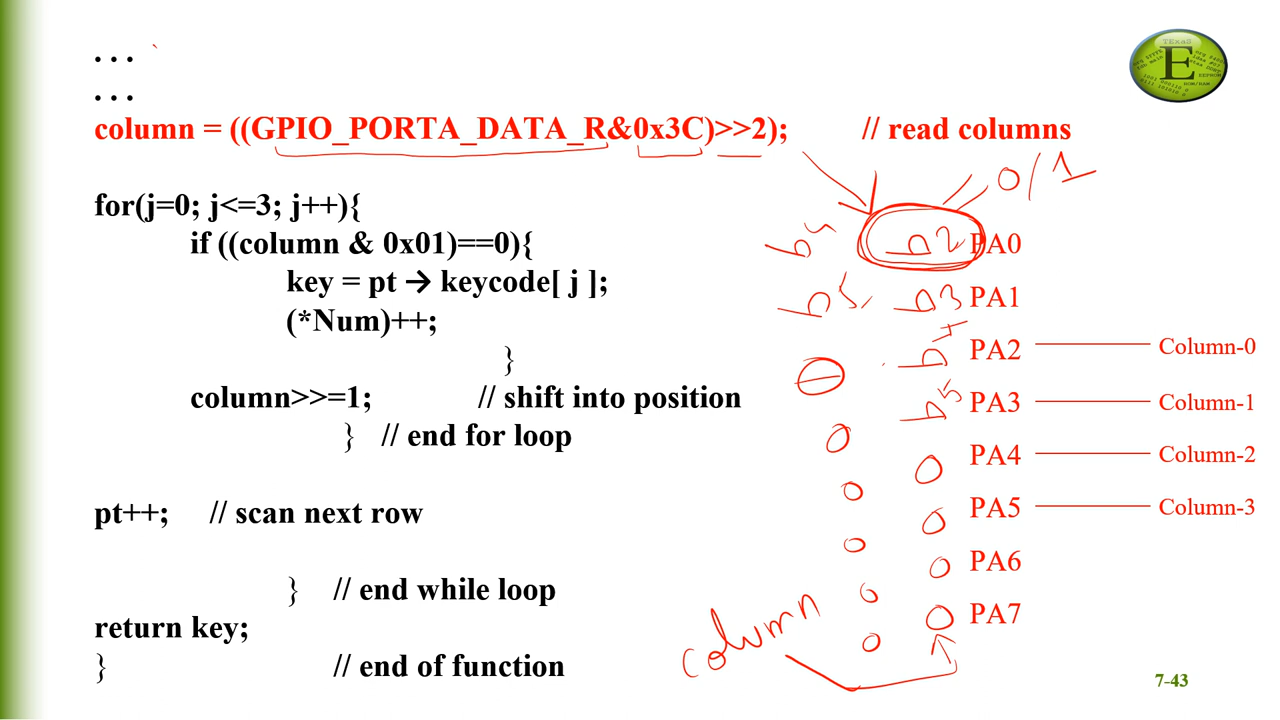 . . .
. . .
column = ((GPIO_PORTA_DATA_R&0x3C)>>2); // read columns
0/1
for(j=0; j<=3; j++){
if ((column & 0x01)==0){
b4 b2 PA0
key = pt → keycode[ j ];
b5 b3 PA1
(*Num)++;
}
0 b4 PA2 Column-0
column>>=1; // shift into position
0 b5 PA3 Column-1
} // end for loop
0 0 PA4 Column-2
pt++; // scan next row
0 0 PA5 Column-3
0 0 PA6
} // end while loop
return key;
0 0 PA7
column
} // end of function
7-43
TExaS
E